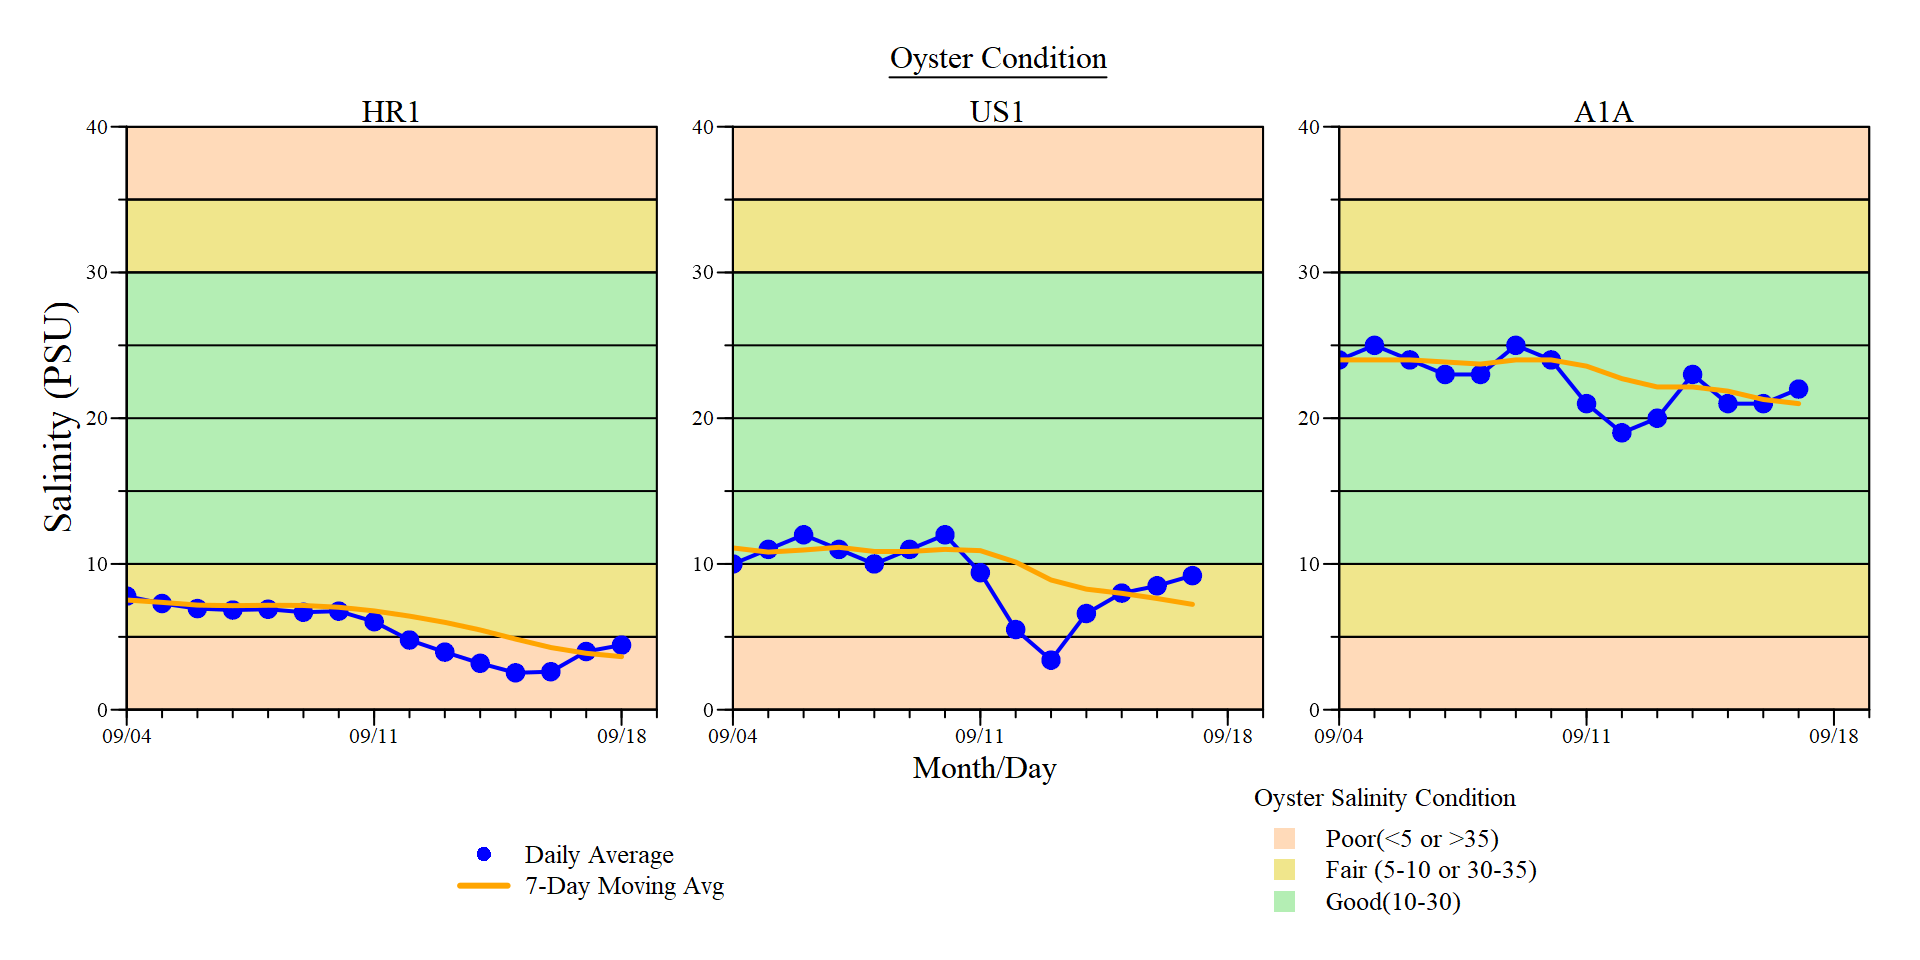 Oyster Condition
HR1
US1
A1A
Salinity (PSU)
40
30
20
10
0
09/04
09/11
09/18
40
30
20
10
0
09/04
09/11
09/18
40
30
20
10
0
09/04
09/11
09/18
Month/Day
Daily Average
7-Day Moving Avg
Oyster Salinity Condition
Poor(<5 or >35)
Fair (5-10 or 30-35)
Good(10-30)